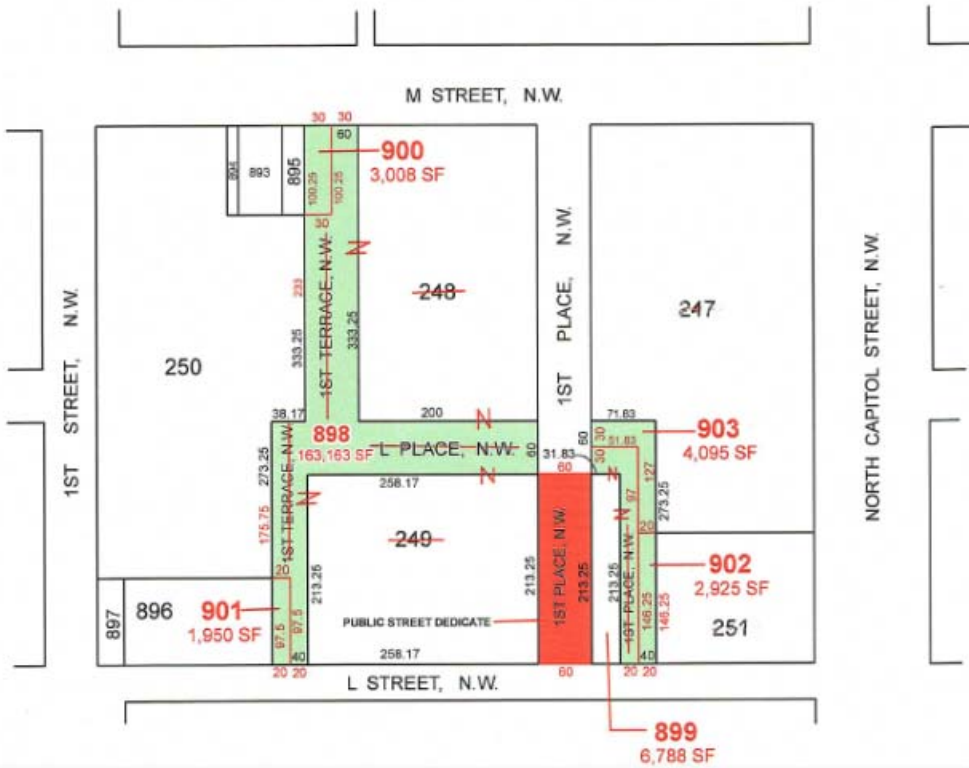 M STREET, N.W.
30 30
60
900
3,008 SF
894
893
895
100.25
100.25
30
1ST TERRACE, N.W.
N
233
333.25
333.25
248
1ST PLACE, N.W.
247
250
1ST STREET, N.W.
NORTH CAPITOL STREET, N.W.
38.17
200
N
71.83
898
163,163 SF
L PLACE, N.W.
60
60
30
30
51.83
903
4,095 SF
31.83
60
N
258.17
N
127
97
273.25
273.25
175.75
1ST TERRACE, N.W.
N
249
213.25
213.25
1ST PLACE, N.W.
213.25
213.25
N
1ST PLACE, N.W.
20
20
902
2,925 SF
146.25
146.25
251
897
896
901
1,950 SF
97.5
97.5
PUBLIC STREET DEDICATE
40
258.17
40
20 20
60
20 20
L STREET, N.W.
899
6,788 SF